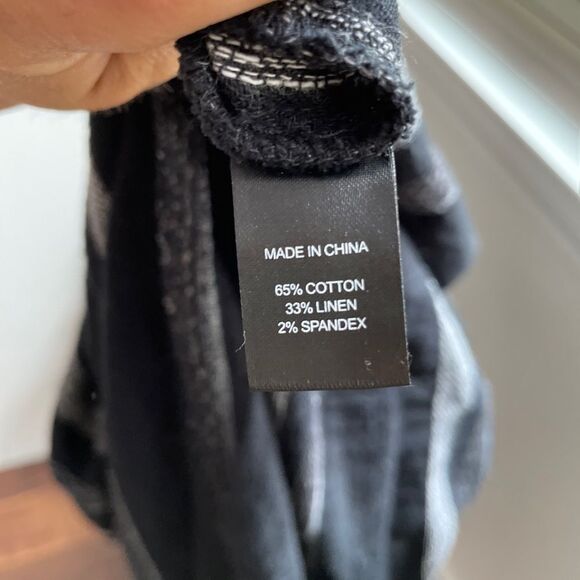 MADE IN CHINA
65% COTTON
33% LINEN
2% SPANDEX